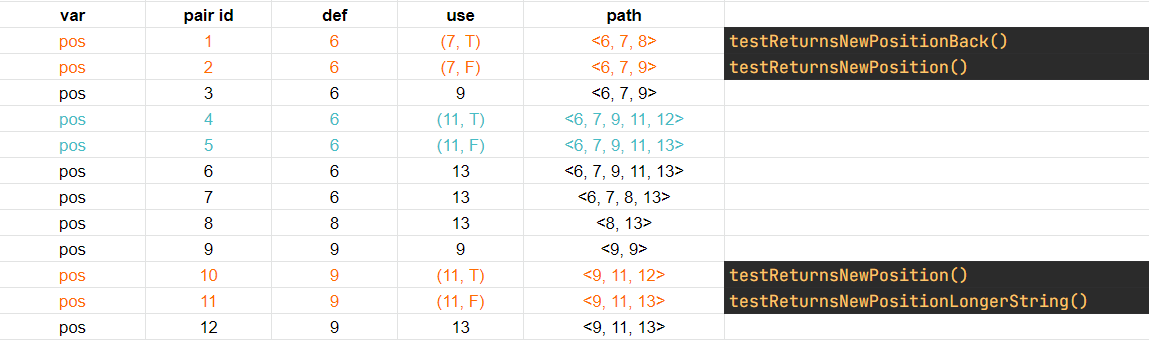 var pair id def use path
pos 1 6 (7, T) <6, 7, 8> testReturnsNewPositionBack()
pos 2 6 (7, F) <6, 7, 9> testReturnsNewPosition()
pos 3 6 9 <6, 7, 9>
pos 4 6 (11, T) <6, 7, 9, 11, 12>
pos 5 6 (11, F) <6, 7, 9, 11, 13>
pos 6 6 13 <6, 7, 9, 11, 13>
pos 7 6 13 <6, 7, 8, 13>
pos 8 8 13 <8, 13>
pos 9 9 9 <9, 9>
pos 10 9 (11, T) <9, 11, 12> testReturnsNewPosition()
pos 11 9 (11, F) <9, 11, 13> testReturnsNewPositionLongerString()
pos 12 9 13 <9, 11, 13>